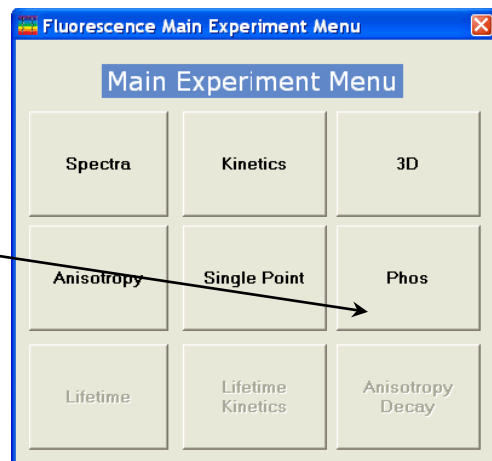 Fluorescence Main Experiment Menu
Main Experiment Menu
Spectra
Kinetics
3D
Anisotropy
Single Point
Phos
Lifetime
Lifetime
Kinetics
Anisotropy
Decay